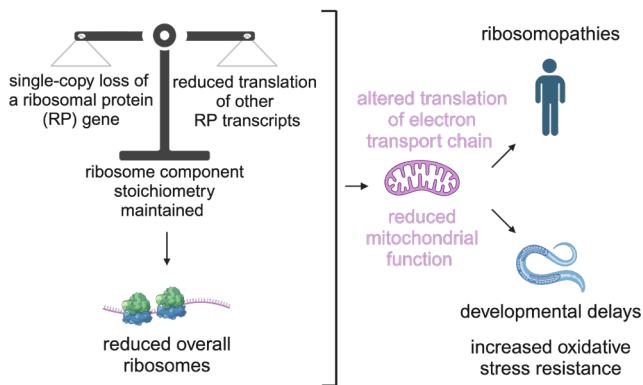 single-copy loss of
a ribosomal protein
(RP) gene
reduced translation
of other
RP transcripts
ribosome component
stoichiometry
maintained
reduced overall
ribosomes
altered translation
of electron
transport chain
reduced
mitochondrial
function
ribosomopathies
developmental delays
increased oxidative
stress resistance